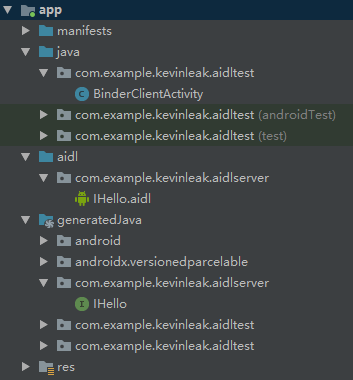 app
manifests
java
com.example.kevinleak.aidltest
BinderClientActivity
com.example.kevinleak.aidltest (androidTest)
com.example.kevinleak.aidltest (test)
aidl
com.example.kevinleak.aidlserver
IHello.aidl
generatedJava
android
androidx.versionedparcelable
com.example.kevinleak.aidlserver
IHello
com.example.kevinleak.aidltest
com.example.kevinleak.aidltest
res